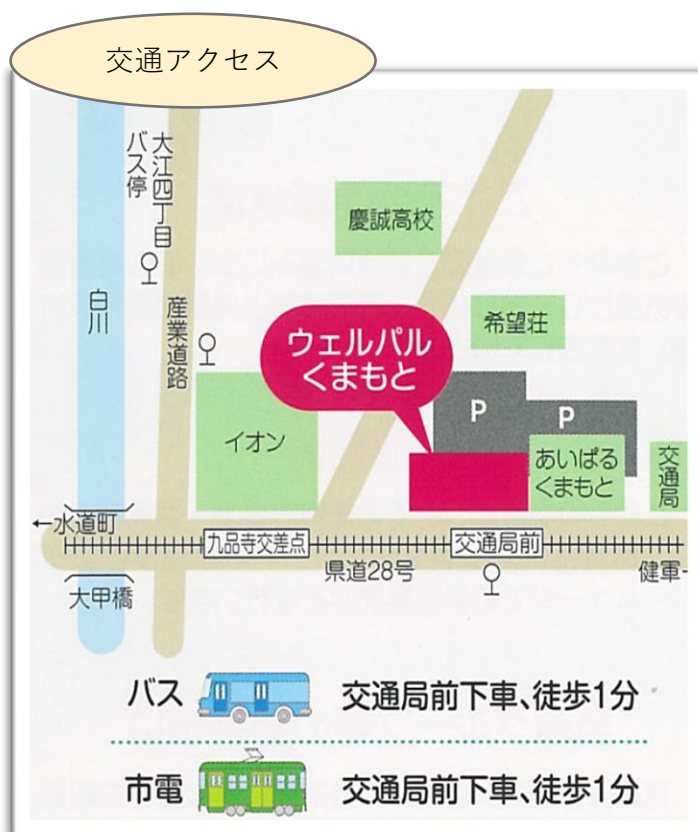 交通アクセス
大江四丁目
バス停
慶誠高校
白川
産業道路
希望荘
ウェルパル
くまもと
P
P
イオン
あいぱる
くまもと
交通局
←水道町
九品寺交差点
交通局前
県道28号
健軍-
大甲橋
バス 交通局前下車、徒歩1分
市電 交通局前下車、徒歩1分